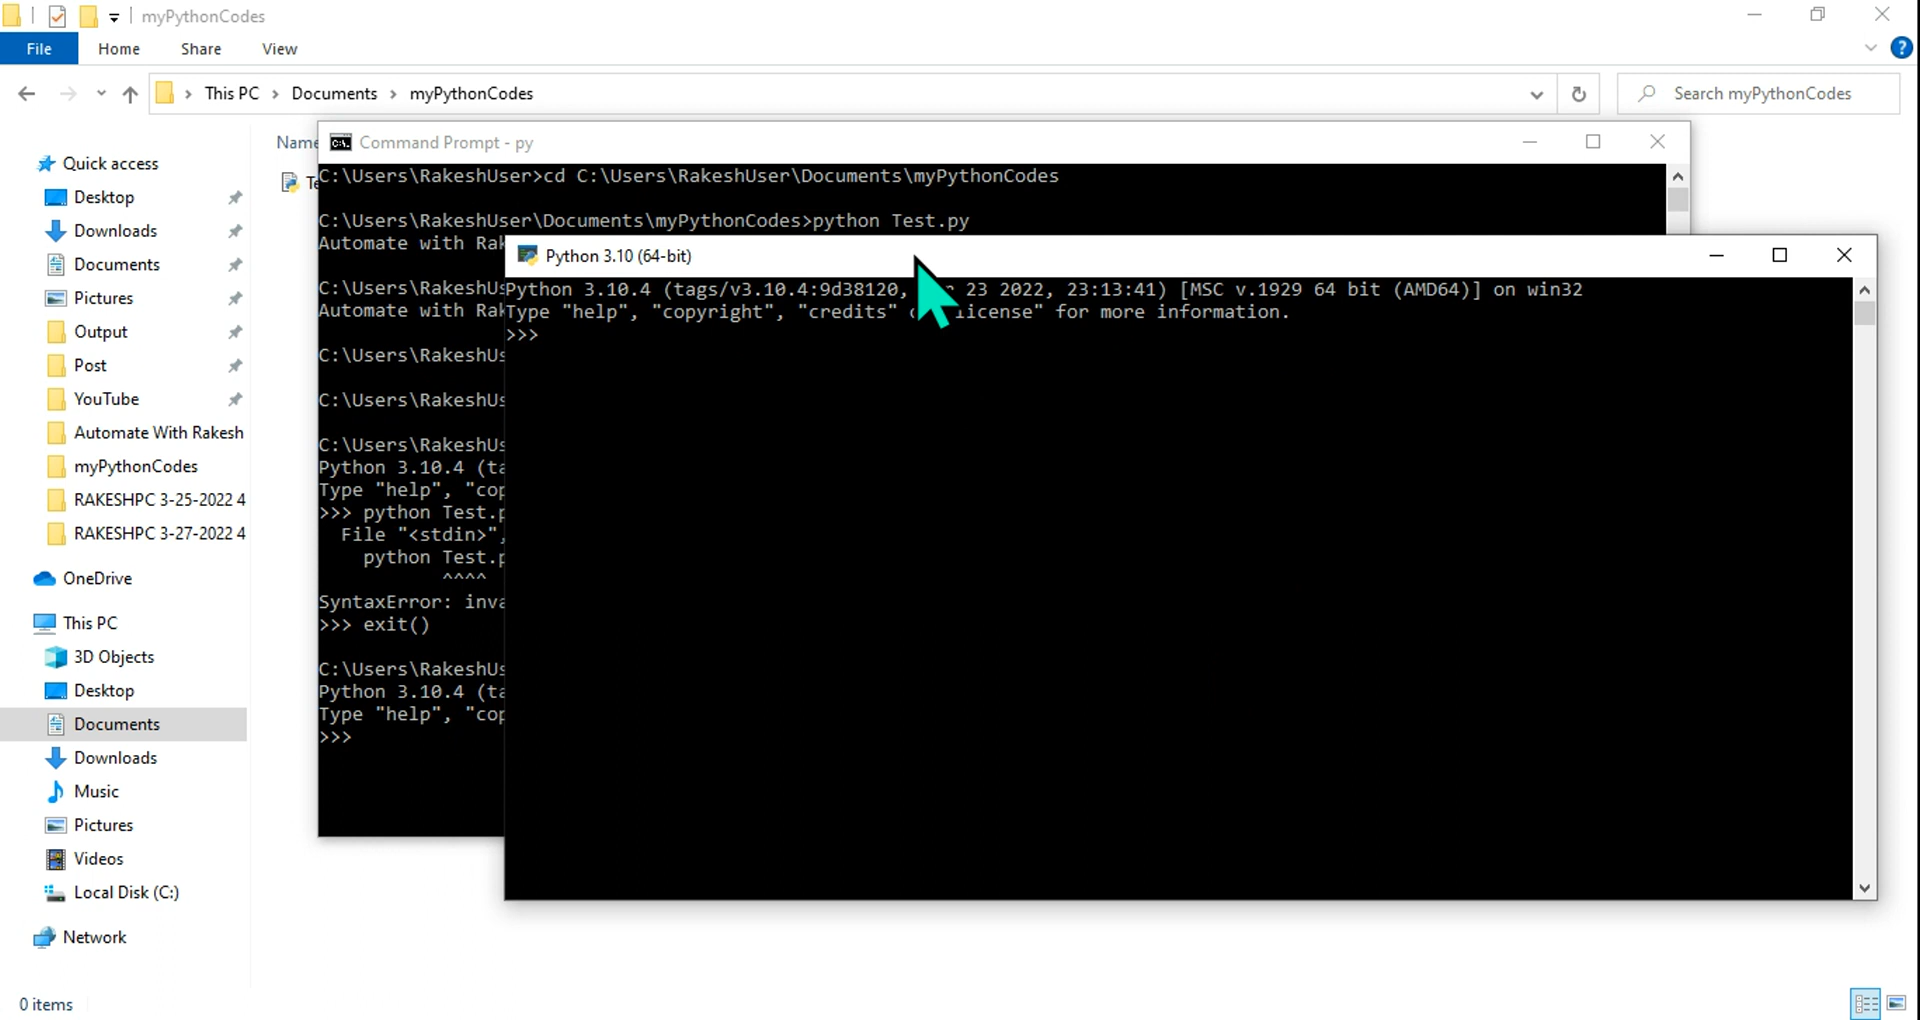 myPythonCodes
File Home Share View
This PC > Documents > myPythonCodes
Search myPythonCodes
Quick access
Desktop
Downloads
Documents
Pictures
Output
Post
YouTube
Automate With Rakesh
myPythonCodes
RAKESHPC 3-25-2022 4
RAKESHPC 3-27-2022 4
OneDrive
This PC
3D Objects
Desktop
Documents
Downloads
Music
Pictures
Videos
Local Disk (C:)
Network
0 items
Name
Command Prompt - py
C:\Users\RakeshUser>cd C:\Users\RakeshUser\Documents\myPythonCodes
C:\Users\RakeshUser\Documents\myPythonCodes>python Test.py
Automate with Rak
C:\Users\RakeshUs
Automate with Rak
C:\Users\RakeshUs
C:\Users\RakeshUs
C:\Users\RakeshUs
Python 3.10.4 (ta
Type "help", "cop
>>> python Test.p
File "<stdin>",
python Test.p
^^^^
SyntaxError: inva
>>> exit()
C:\Users\RakeshUs
Python 3.10.4 (ta
Type "help", "cop
>>>
Python 3.10 (64-bit)
Python 3.10.4 (tags/v3.10.4:9d38120, 23 2022, 23:13:41) [MSC v.1929 64 bit (AMD64)] on win32
Type "help", "copyright", "credits" license" for more information.
>>>